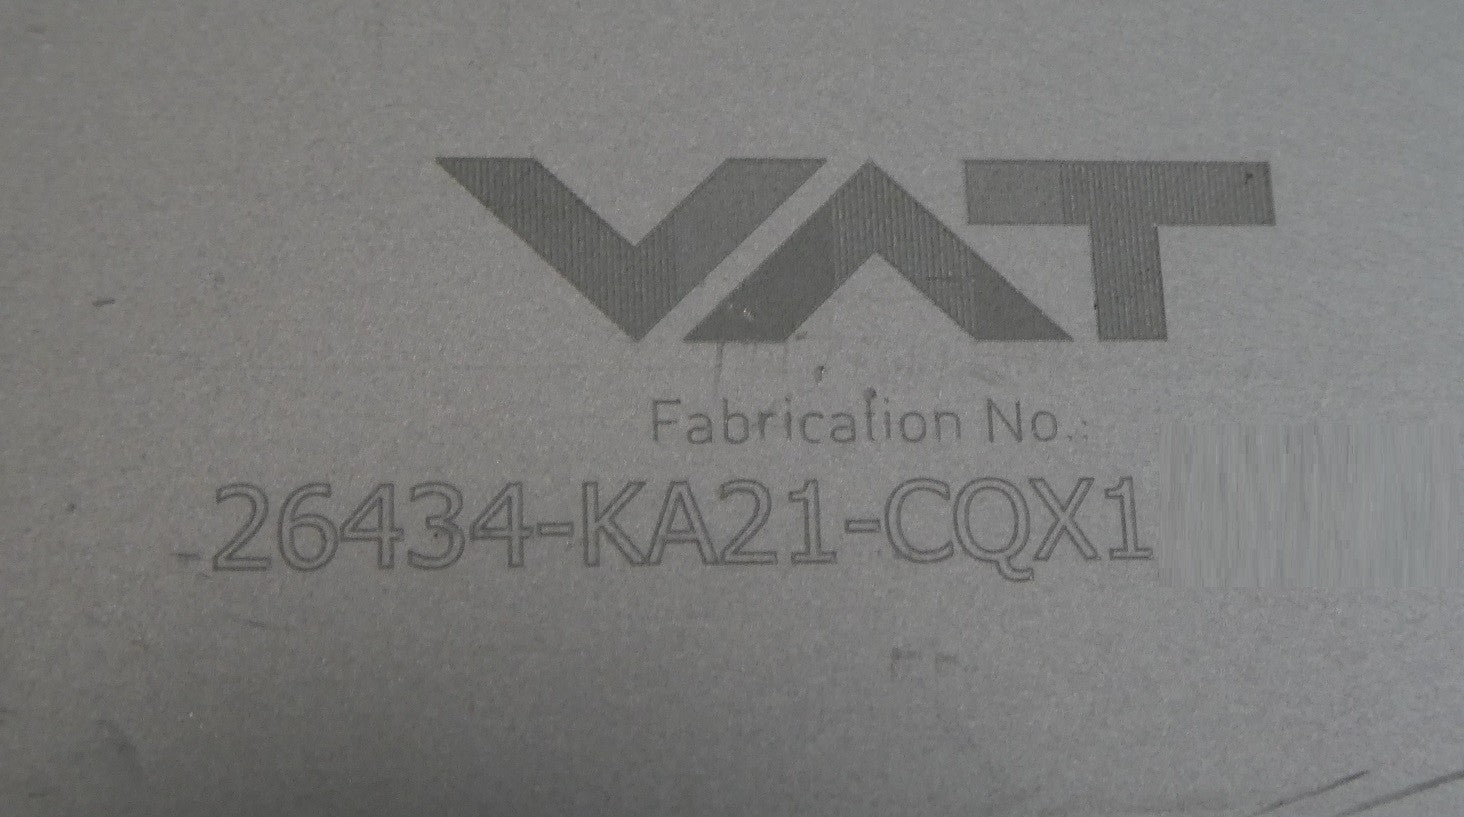 VAT
Fabrication No.:
26434-KA21-CQX1